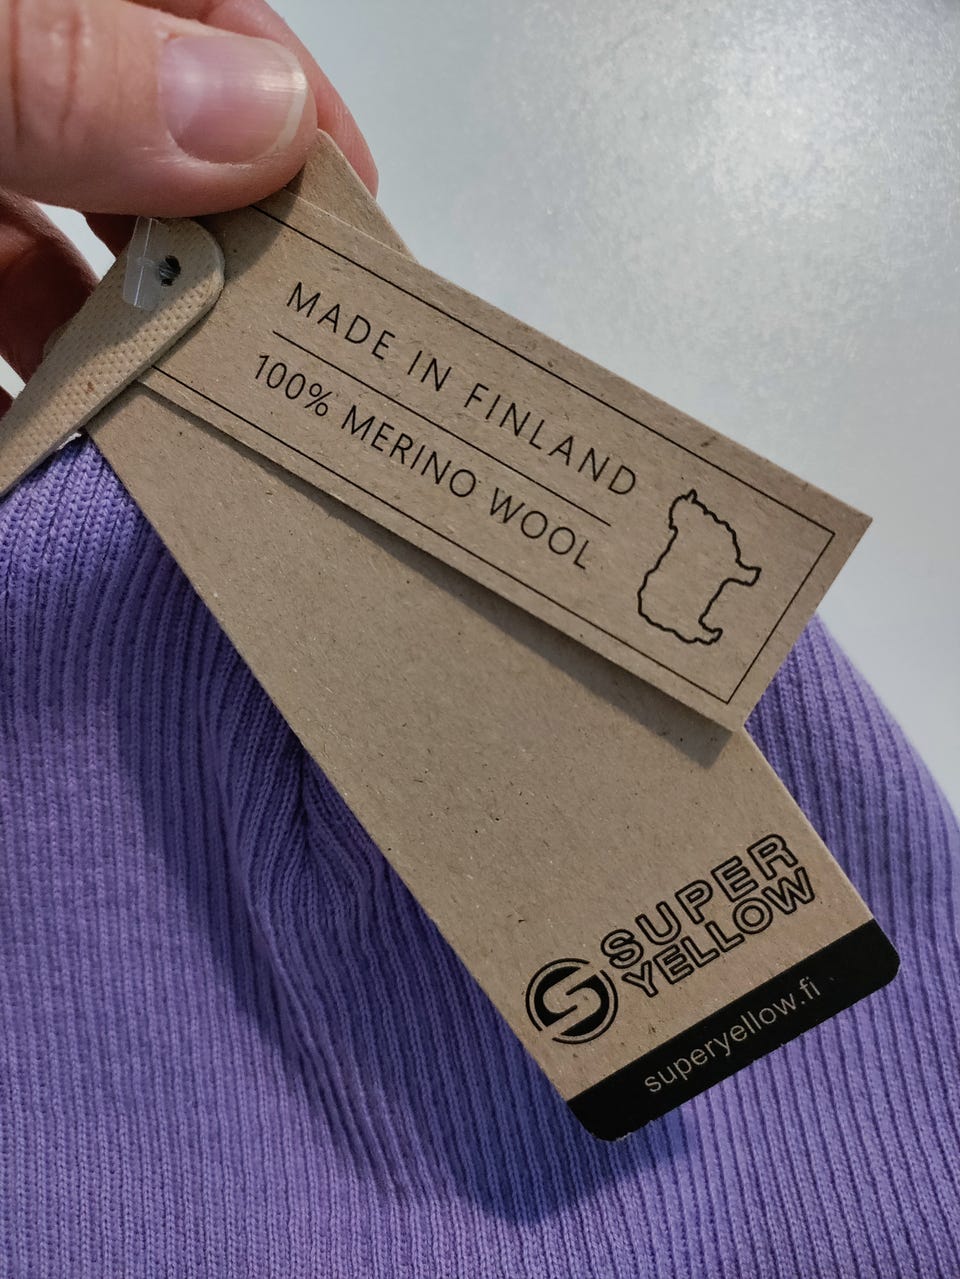 MADE IN FINLAND
100% MERINO WOOL
SUPER
YELLOW
superyellow.fi